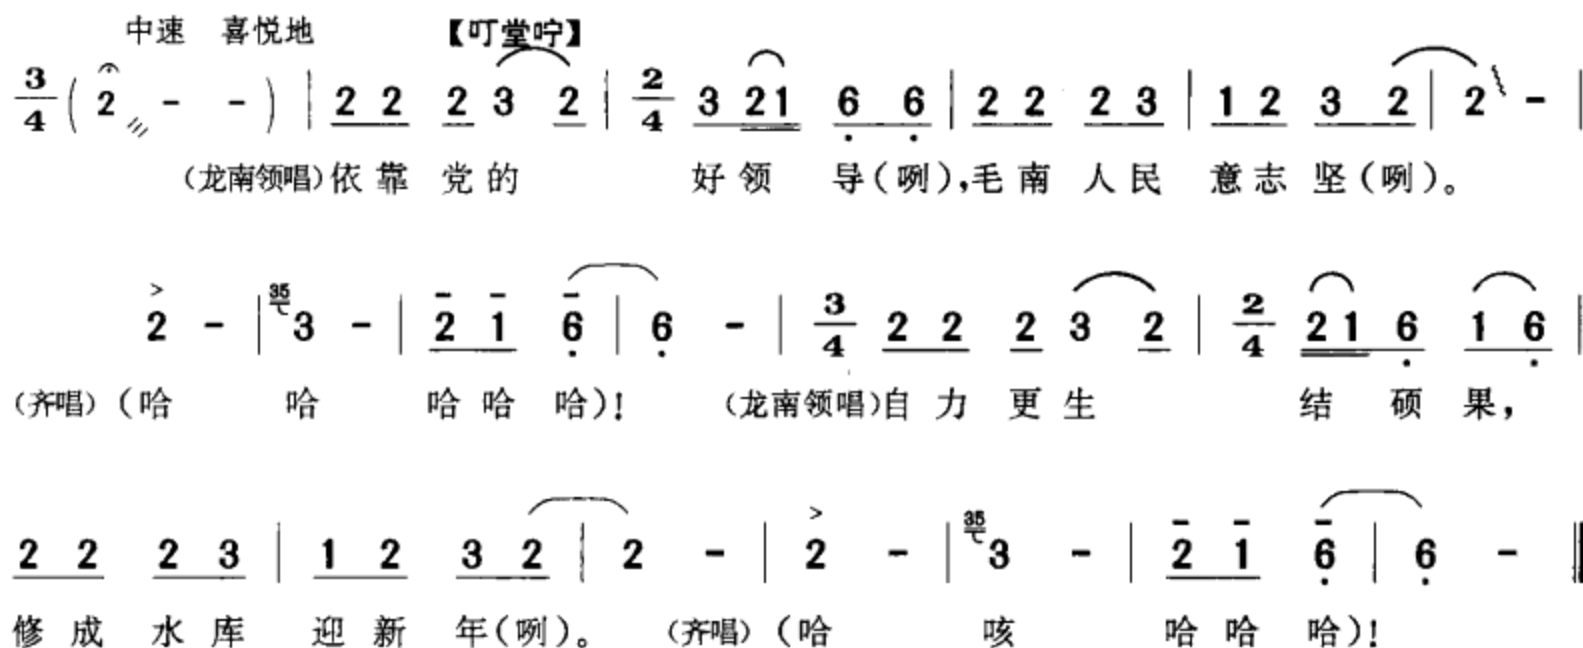 中速 喜悦地 【叮堂咛】
3/4 ( 2 - - ) | 2 2 2 3 2 | 2/4 3 2 1 6 6 | 2 2 2 3 | 1 2 3 2 | 2 - |
(龙南领唱)依靠 党的 好领 导(咧),毛南 人民 意志 坚(咧)。
2 - | 35 3 - | 2 1 6 | 6 - | 3/4 2 2 2 3 2 | 2/4 2 1 6 1 6 |
(齐唱)(哈 哈 哈哈 哈)! (龙南领唱)自力 更生 结 硕 果,
2 2 2 3 | 1 2 3 2 | 2 - | 2 - | 35 3 - | 2 1 6 | 6 - ‖
修成 水库 迎新 年(咧)。 (齐唱)(哈 咳 哈哈 哈)!